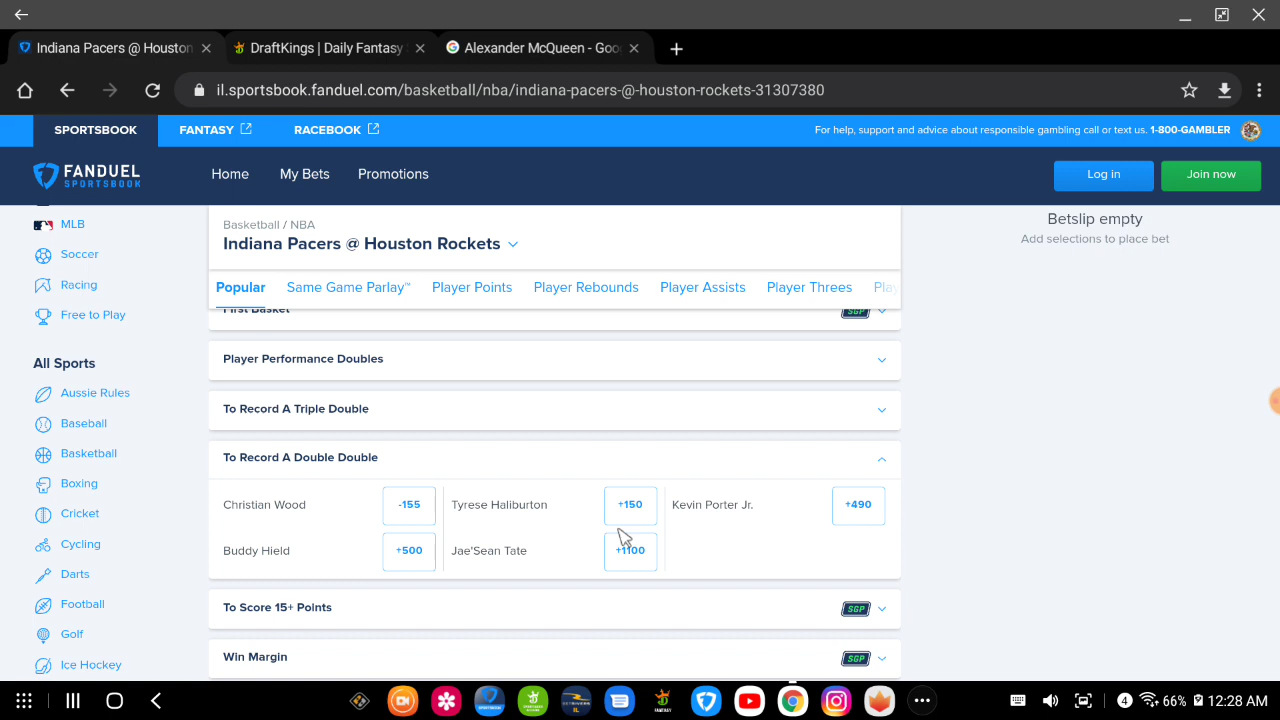 Indiana Pacers @ Houston
DraftKings | Daily Fantasy
Alexander McQueen - Goo
il.sportsbook.fanduel.com/basketball/nba/indiana-pacers-@-houston-rockets-31307380
SPORTSBOOK
FANTASY
RACEBOOK
For help, support and advice about responsible gambling call or text us. 1-800-GAMBLER
FANDUEL
SPORTSBOOK
Home
My Bets
Promotions
Log in
Join now
MLB
Soccer
Racing
Free to Play
All Sports
Aussie Rules
Baseball
Basketball
Boxing
Cricket
Cycling
Darts
Football
Golf
Ice Hockey
Basketball / NBA
Indiana Pacers @ Houston Rockets
Popular
Same Game Parlay™
Player Points
Player Rebounds
Player Assists
Player Threes
Play
First Basket
SGP
Player Performance Doubles
To Record A Triple Double
To Record A Double Double
Christian Wood -155
Tyrese Haliburton +150
Kevin Porter Jr. +490
Buddy Hield +500
Jae'Sean Tate +1100
To Score 15+ Points
SGP
Win Margin
SGP
Betslip empty
Add selections to place bet
4
66%
12:28 AM